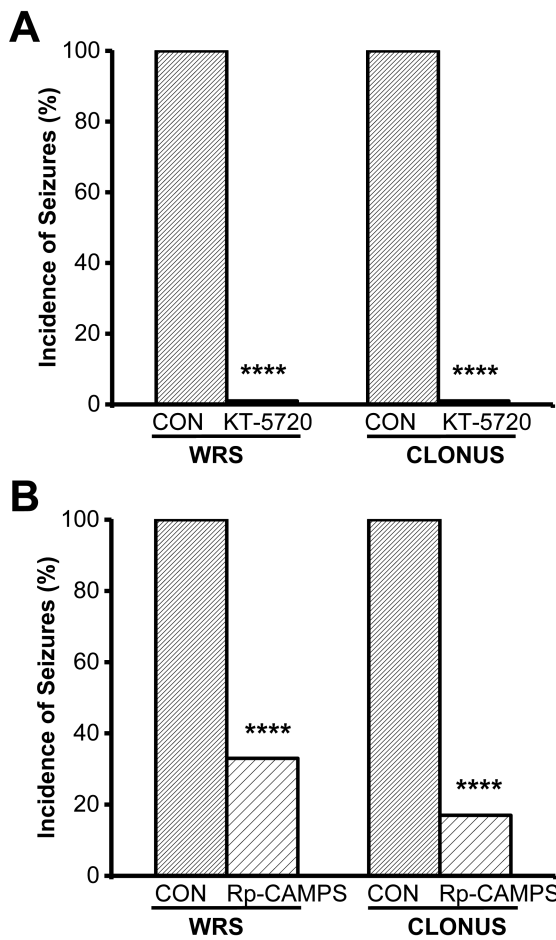 A
Incidence of Seizures (%)
100
80
60
40
20
0
****
****
CON KT-5720 CON KT-5720
WRS CLONUS
B
Incidence of Seizures (%)
100
80
60
40
20
0
****
****
CON Rp-CAMPS CON Rp-CAMPS
WRS CLONUS